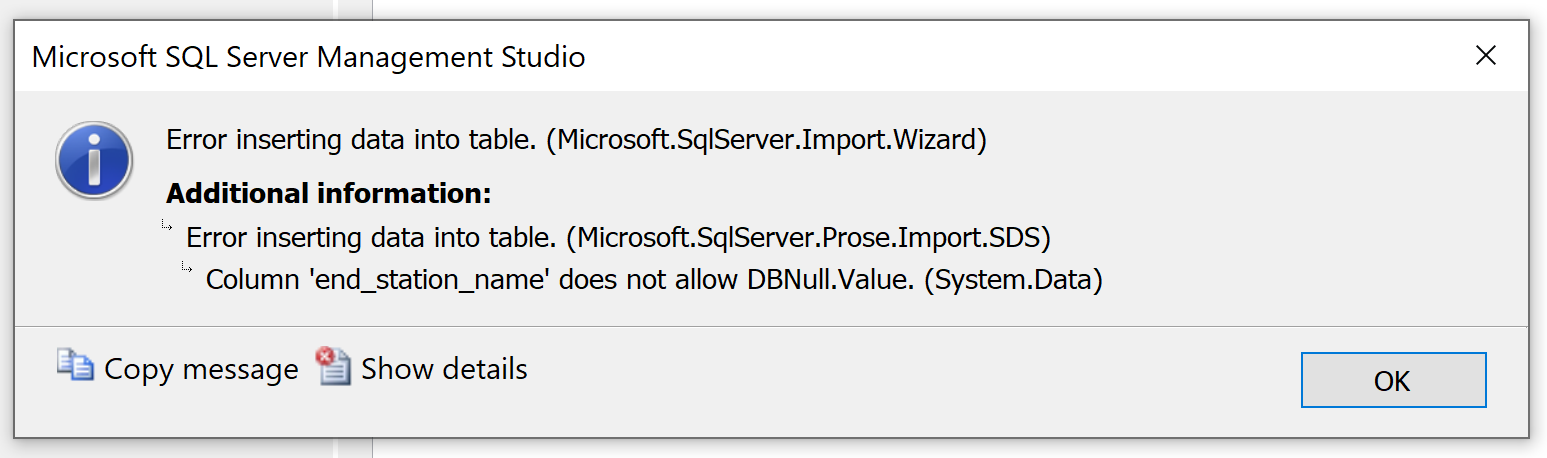 Microsoft SQL Server Management Studio
Error inserting data into table. (Microsoft.SqlServer.Import.Wizard)
Additional information:
Error inserting data into table. (Microsoft.SqlServer.Prose.Import.SDS)
Column 'end_station_name' does not allow DBNull.Value. (System.Data)
Copy message Show details OK